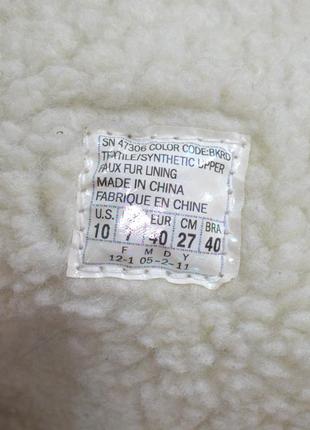 SN 47306 COLOR CODE:BKRD
TEXTILE/SYNTHETIC UPPER
FAUX FUR LINING
MADE IN CHINA
FABRIQUE EN CHINE
U.S. EUR CM BRA
10 7 40 27 40
F M D Y
12-1 05-2-11